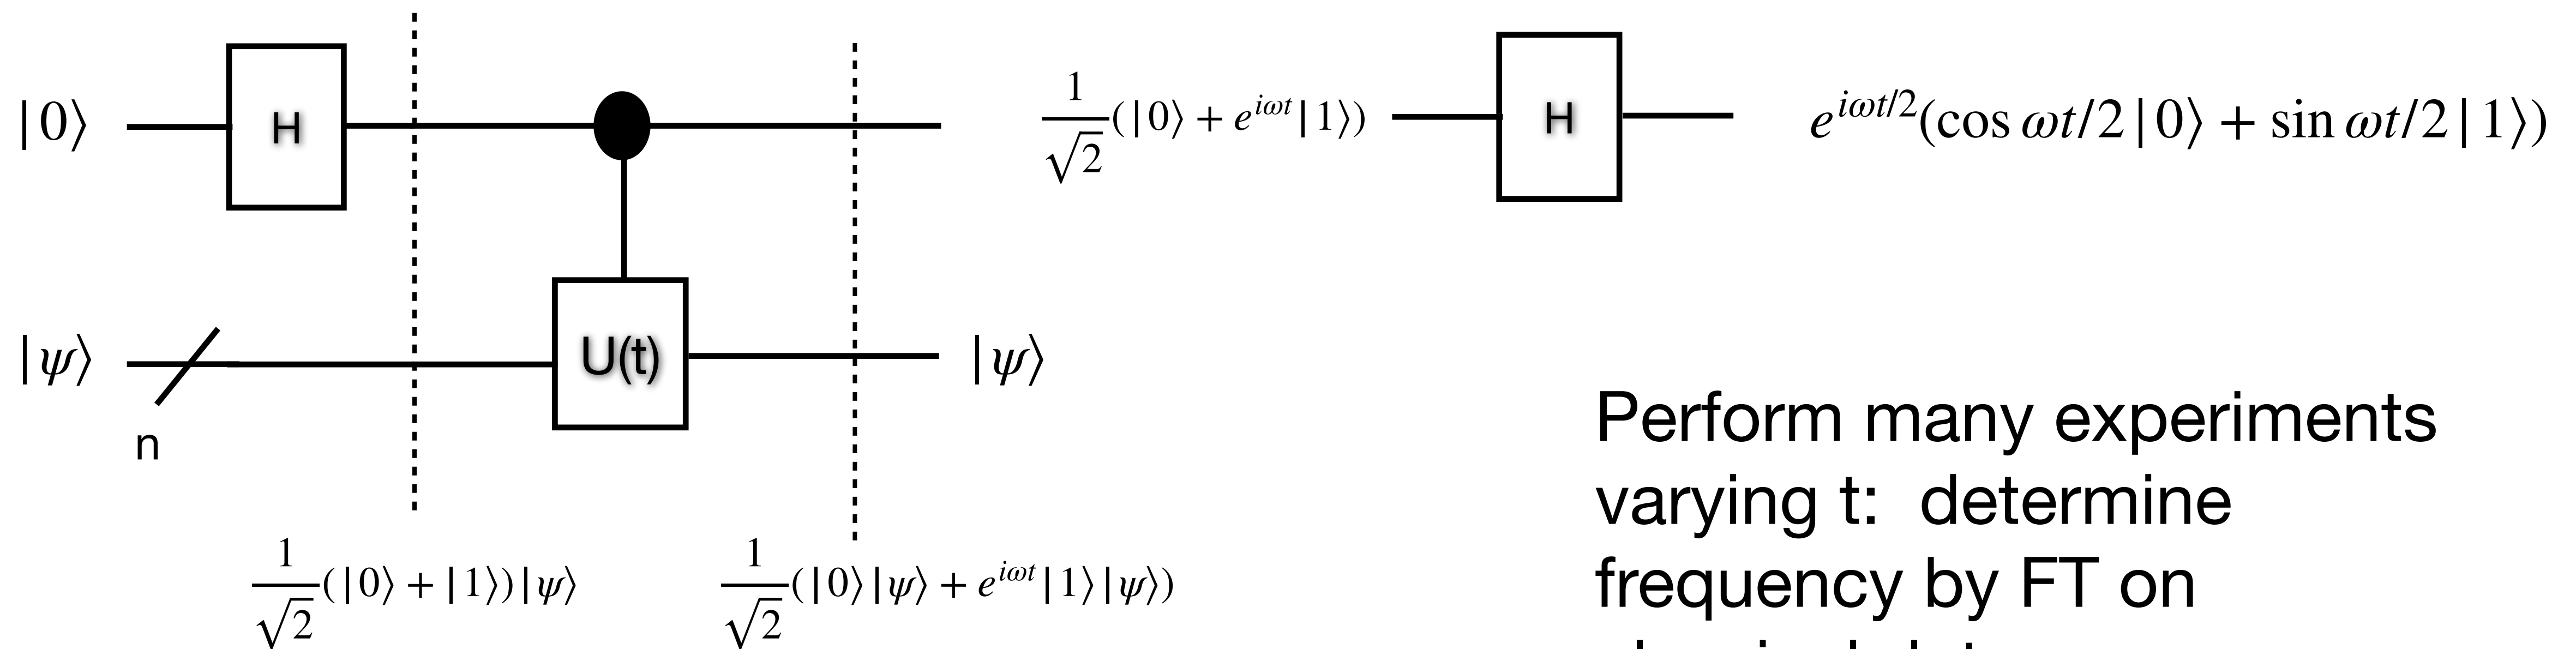 |0⟩
H
|ψ⟩
n
U(t)
|ψ⟩
1/√2(|0⟩ + |1⟩)|ψ⟩
1/√2(|0⟩|ψ⟩ + e^{iωt}|1⟩|ψ⟩)
1/√2(|0⟩ + e^{iωt}|1⟩)
H
e^{iωt/2}(cos ωt/2|0⟩ + sin ωt/2|1⟩)
Perform many experiments
varying t: determine
frequency by FT on